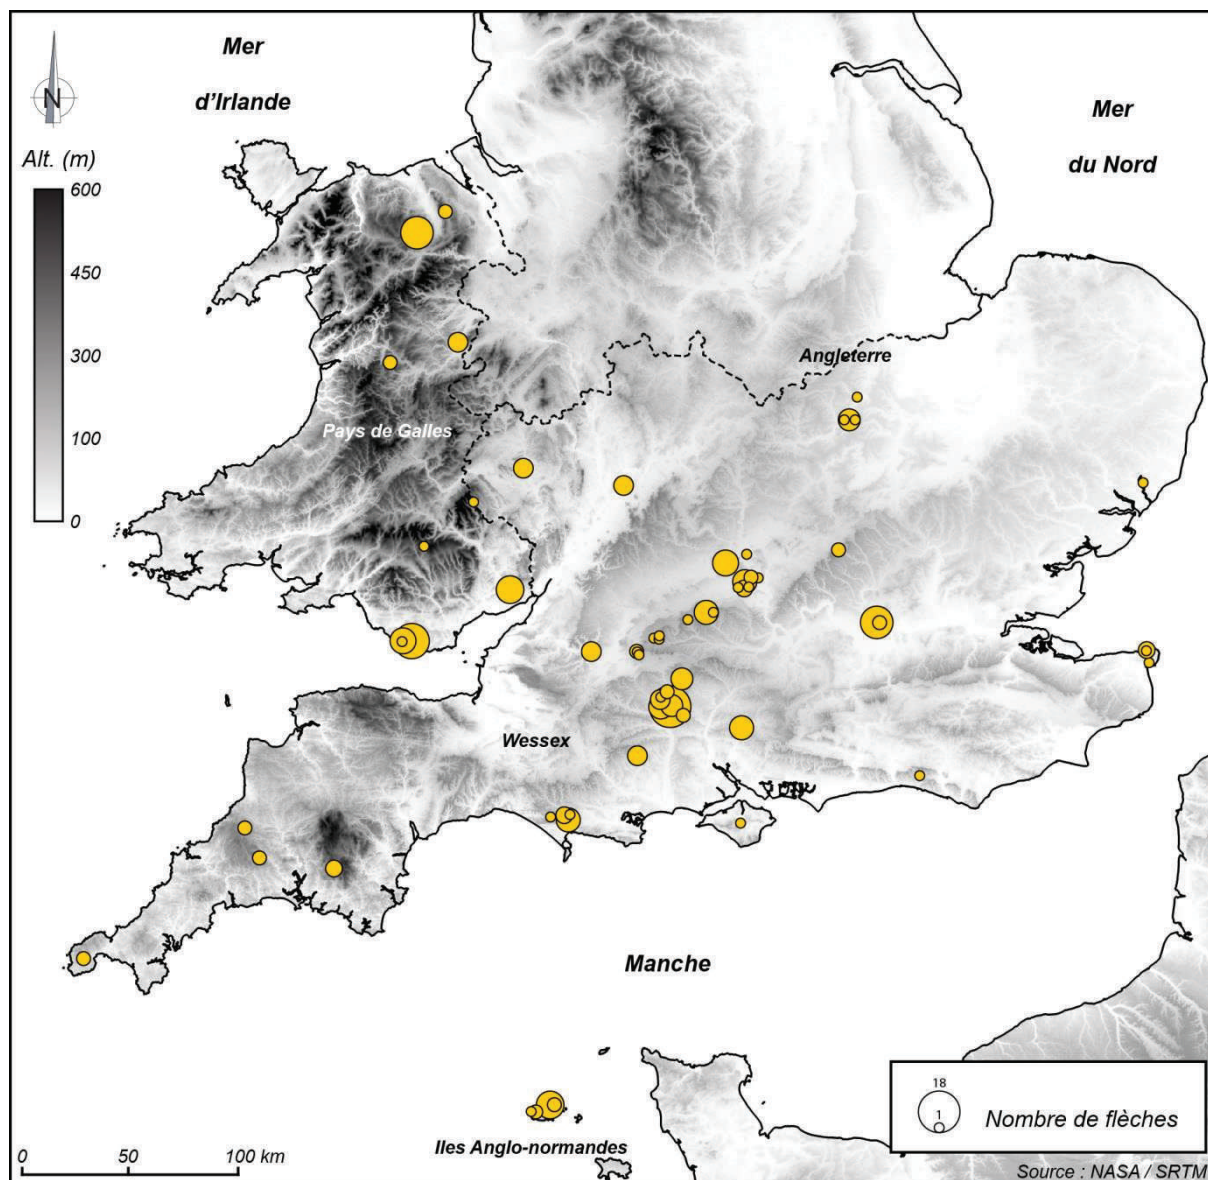 Mer
d'Irlande
Mer
du Nord
N
Alt. (m)
600
450
300
100
0
Angleterre
Pays de Galles
Wessex
Manche
Iles Anglo-normandes
18
1
Nombre de flèches
0 50 100 km
Source : NASA / SRTM